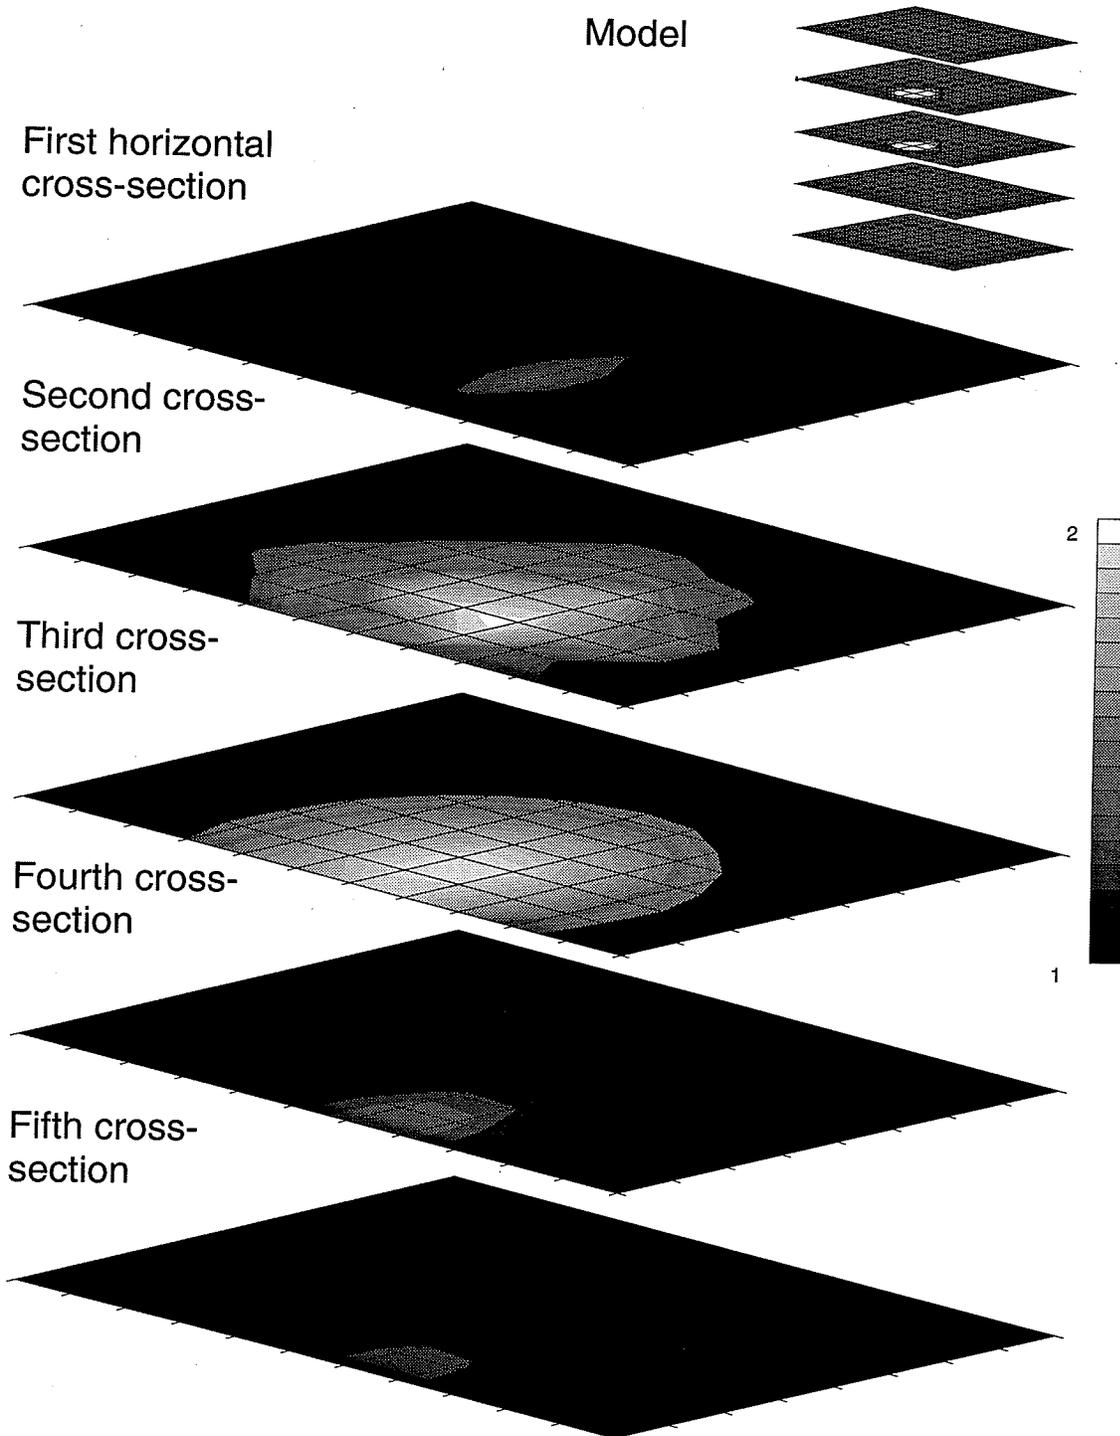 Model
First horizontal
cross-section
Second cross-
section
2
Third cross-
section
Fourth cross-
section
1
Fifth cross-
section